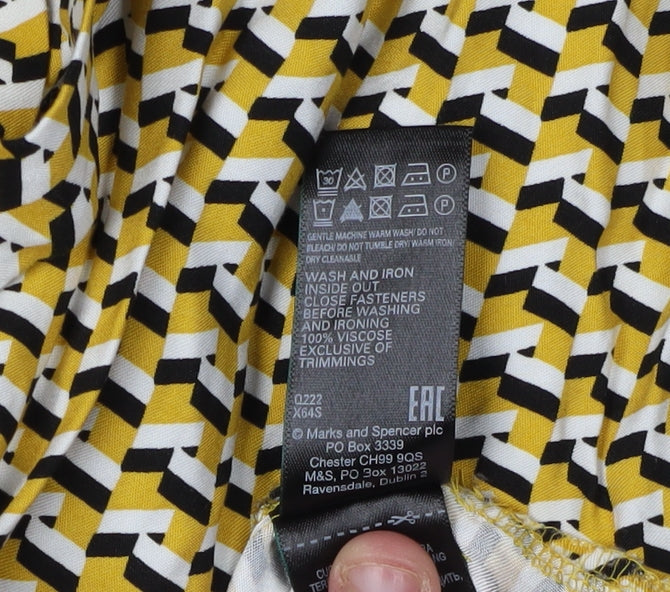 30 P
P
GENTLE MACHINE WARM WASH/ DO NOT
BLEACH/ DO NOT TUMBLE DRY/ WARM IRON/
DRY CLEANABLE
WASH AND IRON
INSIDE OUT
CLOSE FASTENERS
BEFORE WASHING
AND IRONING
100% VISCOSE
EXCLUSIVE OF
TRIMMINGS
Q222
X64S EAC
© Marks and Spencer plc
PO Box 3339
Chester CH99 9QS
M&S, PO Box 13022
Ravensdale, Dublin 2